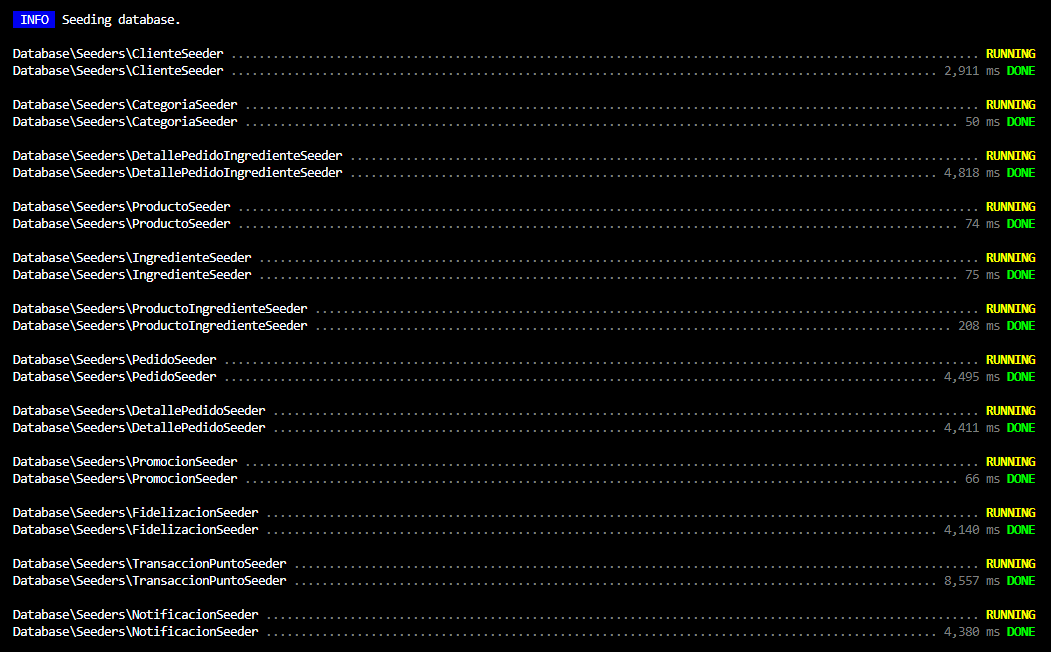 INFO Seeding database.
Database\Seeders\ClienteSeeder ........................................................................................................... RUNNING
Database\Seeders\ClienteSeeder ..................................................................................................... 2,911 ms DONE
Database\Seeders\CategoriaSeeder ......................................................................................................... RUNNING
Database\Seeders\CategoriaSeeder ...................................................................................................... 50 ms DONE
Database\Seeders\DetallePedidoIngredienteSeeder .......................................................................................... RUNNING
Database\Seeders\DetallePedidoIngredienteSeeder .................................................................................... 4,818 ms DONE
Database\Seeders\ProductoSeeder .......................................................................................................... RUNNING
Database\Seeders\ProductoSeeder ....................................................................................................... 74 ms DONE
Database\Seeders\IngredienteSeeder ....................................................................................................... RUNNING
Database\Seeders\IngredienteSeeder .................................................................................................... 75 ms DONE
Database\Seeders\ProductoIngredienteSeeder ............................................................................................... RUNNING
Database\Seeders\ProductoIngredienteSeeder ........................................................................................... 208 ms DONE
Database\Seeders\PedidoSeeder ............................................................................................................ RUNNING
Database\Seeders\PedidoSeeder ...................................................................................................... 4,495 ms DONE
Database\Seeders\DetallePedidoSeeder ..................................................................................................... RUNNING
Database\Seeders\DetallePedidoSeeder ............................................................................................... 4,411 ms DONE
Database\Seeders\PromocionSeeder ......................................................................................................... RUNNING
Database\Seeders\PromocionSeeder ...................................................................................................... 66 ms DONE
Database\Seeders\FidelizacionSeeder ...................................................................................................... RUNNING
Database\Seeders\FidelizacionSeeder ................................................................................................ 4,140 ms DONE
Database\Seeders\TransaccionPuntoSeeder .................................................................................................. RUNNING
Database\Seeders\TransaccionPuntoSeeder ............................................................................................ 8,557 ms DONE
Database\Seeders\NotificacionSeeder ...................................................................................................... RUNNING
Database\Seeders\NotificacionSeeder ................................................................................................ 4,380 ms DONE